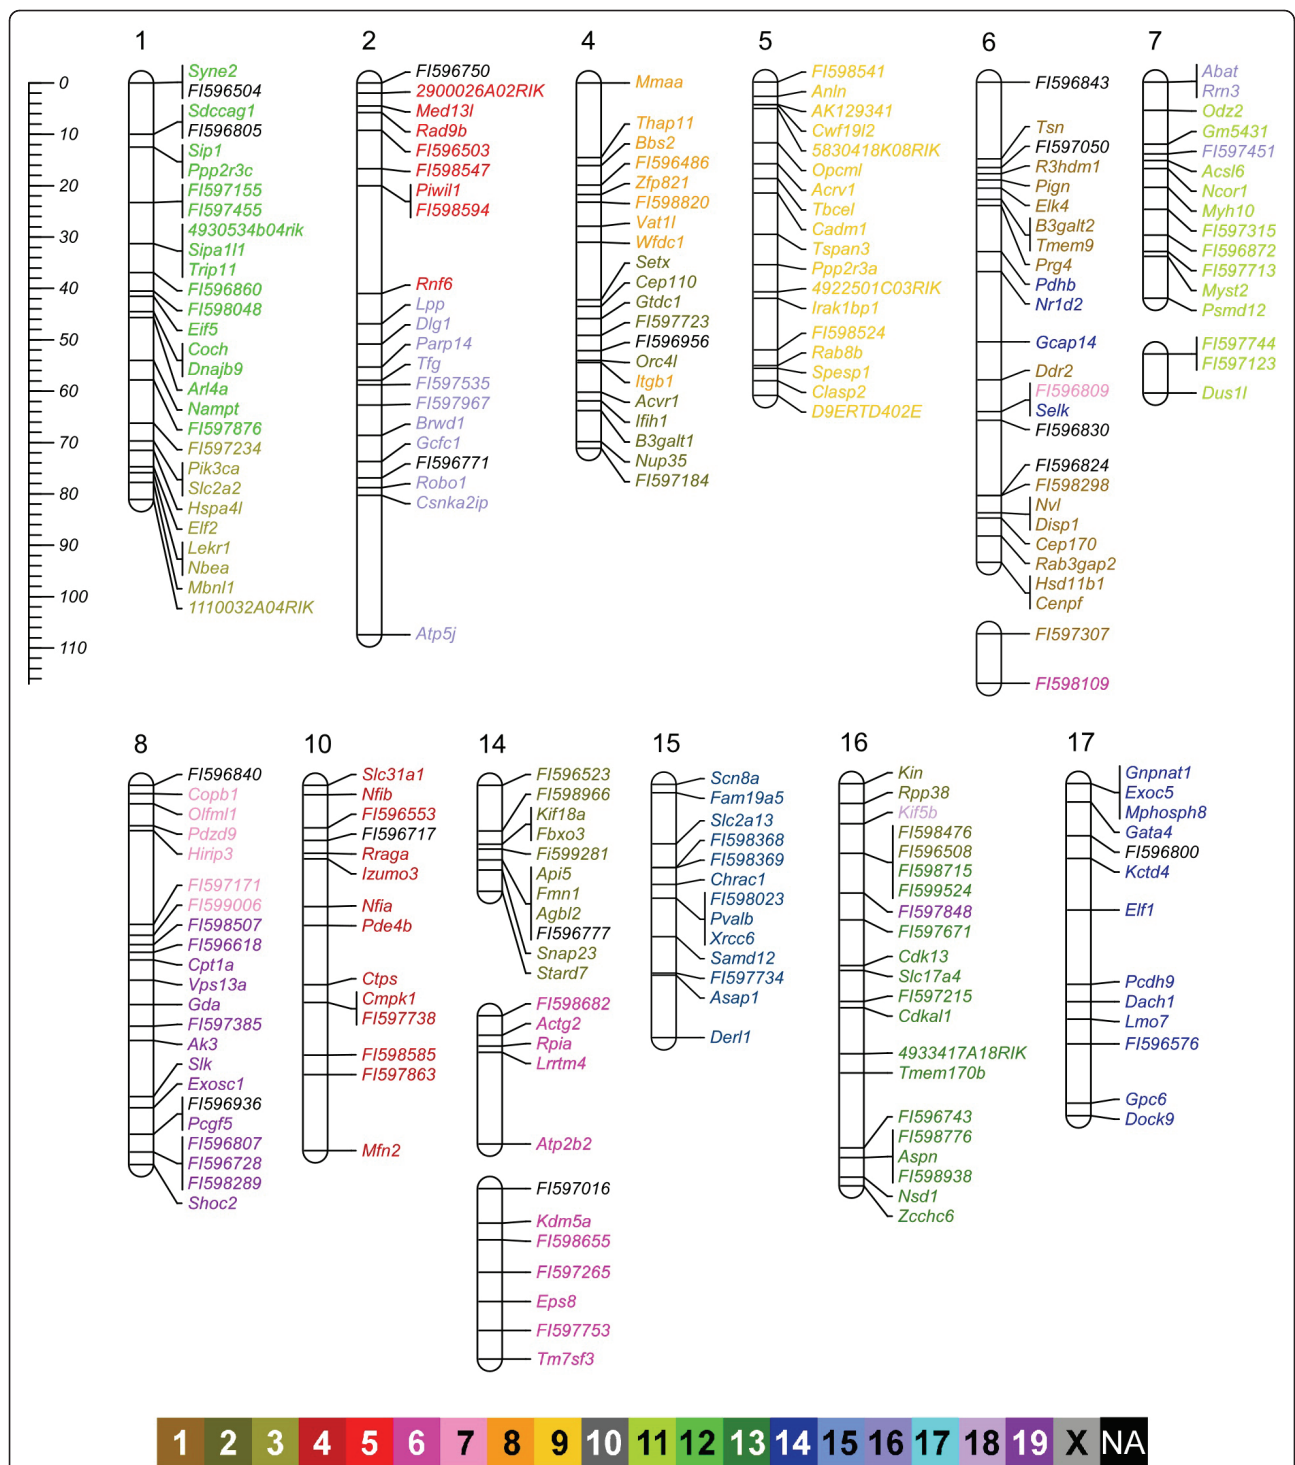 1
2
4
5
6
7
0
10
20
30
40
50
60
70
80
90
100
110
Syne2
FI596504
Sdccag1
FI596805
Sip1
Ppp2r3c
FI597155
FI597455
4930534b04rik
Sipa1l1
Trip11
FI596860
FI598048
Eif5
Coch
Dnajb9
Arl4a
Nampt
FI597876
FI597234
Pik3ca
Slc2a2
Hspa4l
Elf2
Lekr1
Nbea
Mbnl1
1110032A04RIK
FI596750
2900026A02RIK
Med13l
Rad9b
FI596503
FI598547
Piwil1
FI598594
Rnf6
Lpp
Dlg1
Parp14
Tfg
FI597535
FI597967
Brwd1
Gcfc1
FI596771
Robo1
Csnka2ip
Atp5j
Mmaa
Thap11
Bbs2
FI596486
Zfp821
FI598820
Vat1l
Wfdc1
Setx
Cep110
Gtdc1
FI597723
FI596956
Orc4l
Itgb1
Acvr1
Ifih1
B3galt1
Nup35
FI597184
FI598541
Anln
AK129341
Cwf19l2
5830418K08RIK
Opcml
Acrv1
Tbcel
Cadm1
Tspan3
Ppp2r3a
4922501C03RIK
Irak1bp1
FI598524
Rab8b
Spesp1
Clasp2
D9ERTD402E
FI596843
Tsn
FI597050
R3hdm1
Pign
Elk4
B3galt2
Tmem9
Prg4
Pdhb
Nr1d2
Gcap14
Ddr2
FI596809
Selk
FI596830
FI596824
FI598298
Nvl
Disp1
Cep170
Rab3gap2
Hsd11b1
Cenpf
FI597307
FI598109
Abat
Rrn3
Odz2
Gm5431
FI597451
Acsl6
Ncor1
Myh10
FI597315
FI596872
FI597713
Myst2
Psmd12
FI597744
FI597123
Dus1l
8
10
14
15
16
17
FI596840
Copb1
Olfml1
Pdzd9
Hirip3
FI597171
FI599006
FI598507
FI596618
Cpt1a
Vps13a
Gda
FI597385
Ak3
Slk
Exosc1
FI596936
Pcgf5
FI596807
FI596728
FI598289
Shoc2
Slc31a1
Nfib
FI596553
FI596717
Rraga
Izumo3
Nfia
Pde4b
Ctps
Cmpk1
FI597738
FI598585
FI597863
Mfn2
FI596523
FI598966
Kif18a
Fbxo3
Fi599281
Api5
Fmn1
Agbl2
FI596777
Snap23
Stard7
FI598682
Actg2
Rpia
Lrrtm4
Atp2b2
FI597016
Kdm5a
FI598655
FI597265
Eps8
FI597753
Tm7sf3
Scn8a
Fam19a5
Slc2a13
FI598368
FI598369
Chrac1
FI598023
Pvalb
Xrcc6
Samd12
FI597734
Asap1
Derl1
Kin
Rpp38
Kif5b
FI598476
FI596508
FI598715
FI599524
FI597848
FI597671
Cdk13
Slc17a4
FI597215
Cdkal1
4933417A18RIK
Tmem170b
FI596743
FI598776
Aspn
FI598938
Nsd1
Zcchc6
Gnpnat1
Exoc5
Mphosph8
Gata4
FI596800
Kctd4
Elf1
Pcdh9
Dach1
Lmo7
FI596576
Gpc6
Dock9
1 2 3 4 5 6 7 8 9 10 11 12 13 14 15 16 17 18 19 X NA